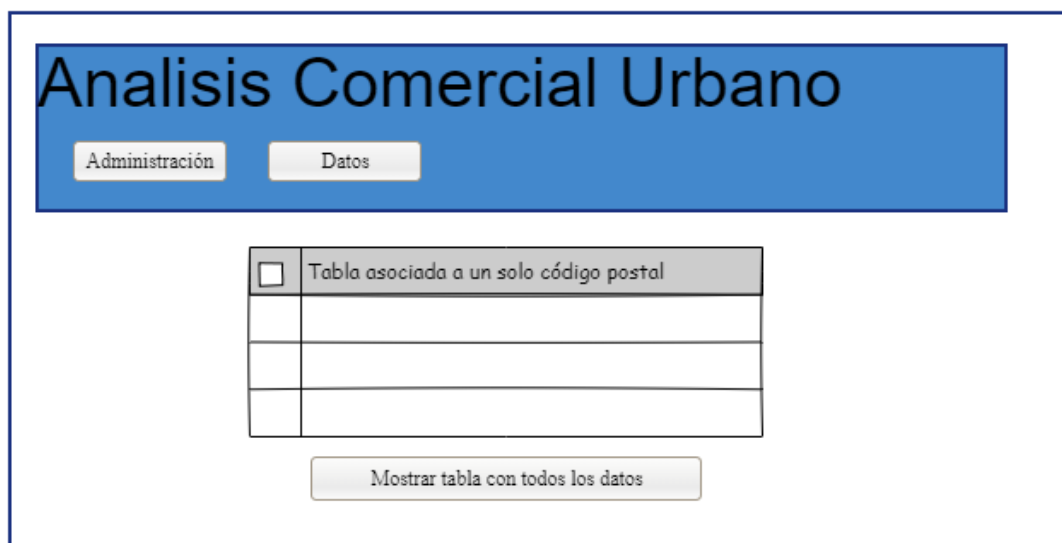 Analisis Comercial Urbano
Administración
Datos
Tabla asociada a un solo código postal
Mostrar tabla con todos los datos